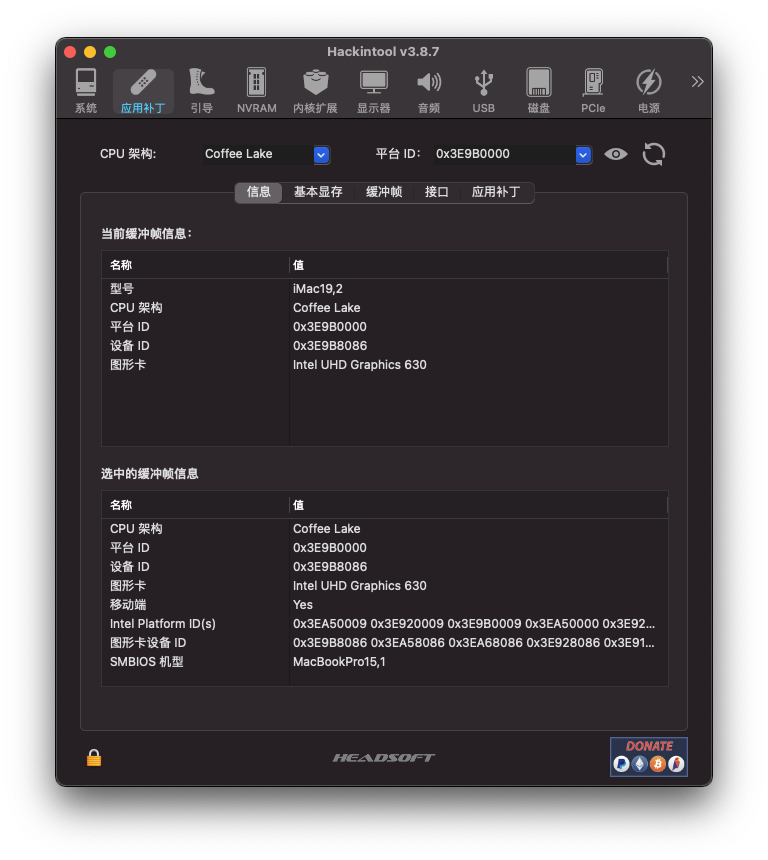 Hackintool v3.8.7
系统 应用补丁 引导 NVRAM 内核扩展 显示器 音频 USB 磁盘 PCIe 电源
CPU 架构: Coffee Lake 平台 ID: 0x3E9B0000
信息 基本显存 缓冲帧 接口 应用补丁
当前缓冲帧信息:
名称 值
型号 iMac19,2
CPU 架构 Coffee Lake
平台 ID 0x3E9B0000
设备 ID 0x3E9B8086
图形卡 Intel UHD Graphics 630
选中的缓冲帧信息
名称 值
CPU 架构 Coffee Lake
平台 ID 0x3E9B0000
设备 ID 0x3E9B8086
图形卡 Intel UHD Graphics 630
移动端 Yes
Intel Platform ID(s) 0x3EA50009 0x3E920009 0x3E9B0009 0x3EA50000 0x3E92...
图形卡设备 ID 0x3E9B8086 0x3EA58086 0x3EA68086 0x3E928086 0x3E91...
SMBIOS 机型 MacBookPro15,1
HEADSOFT
DONATE